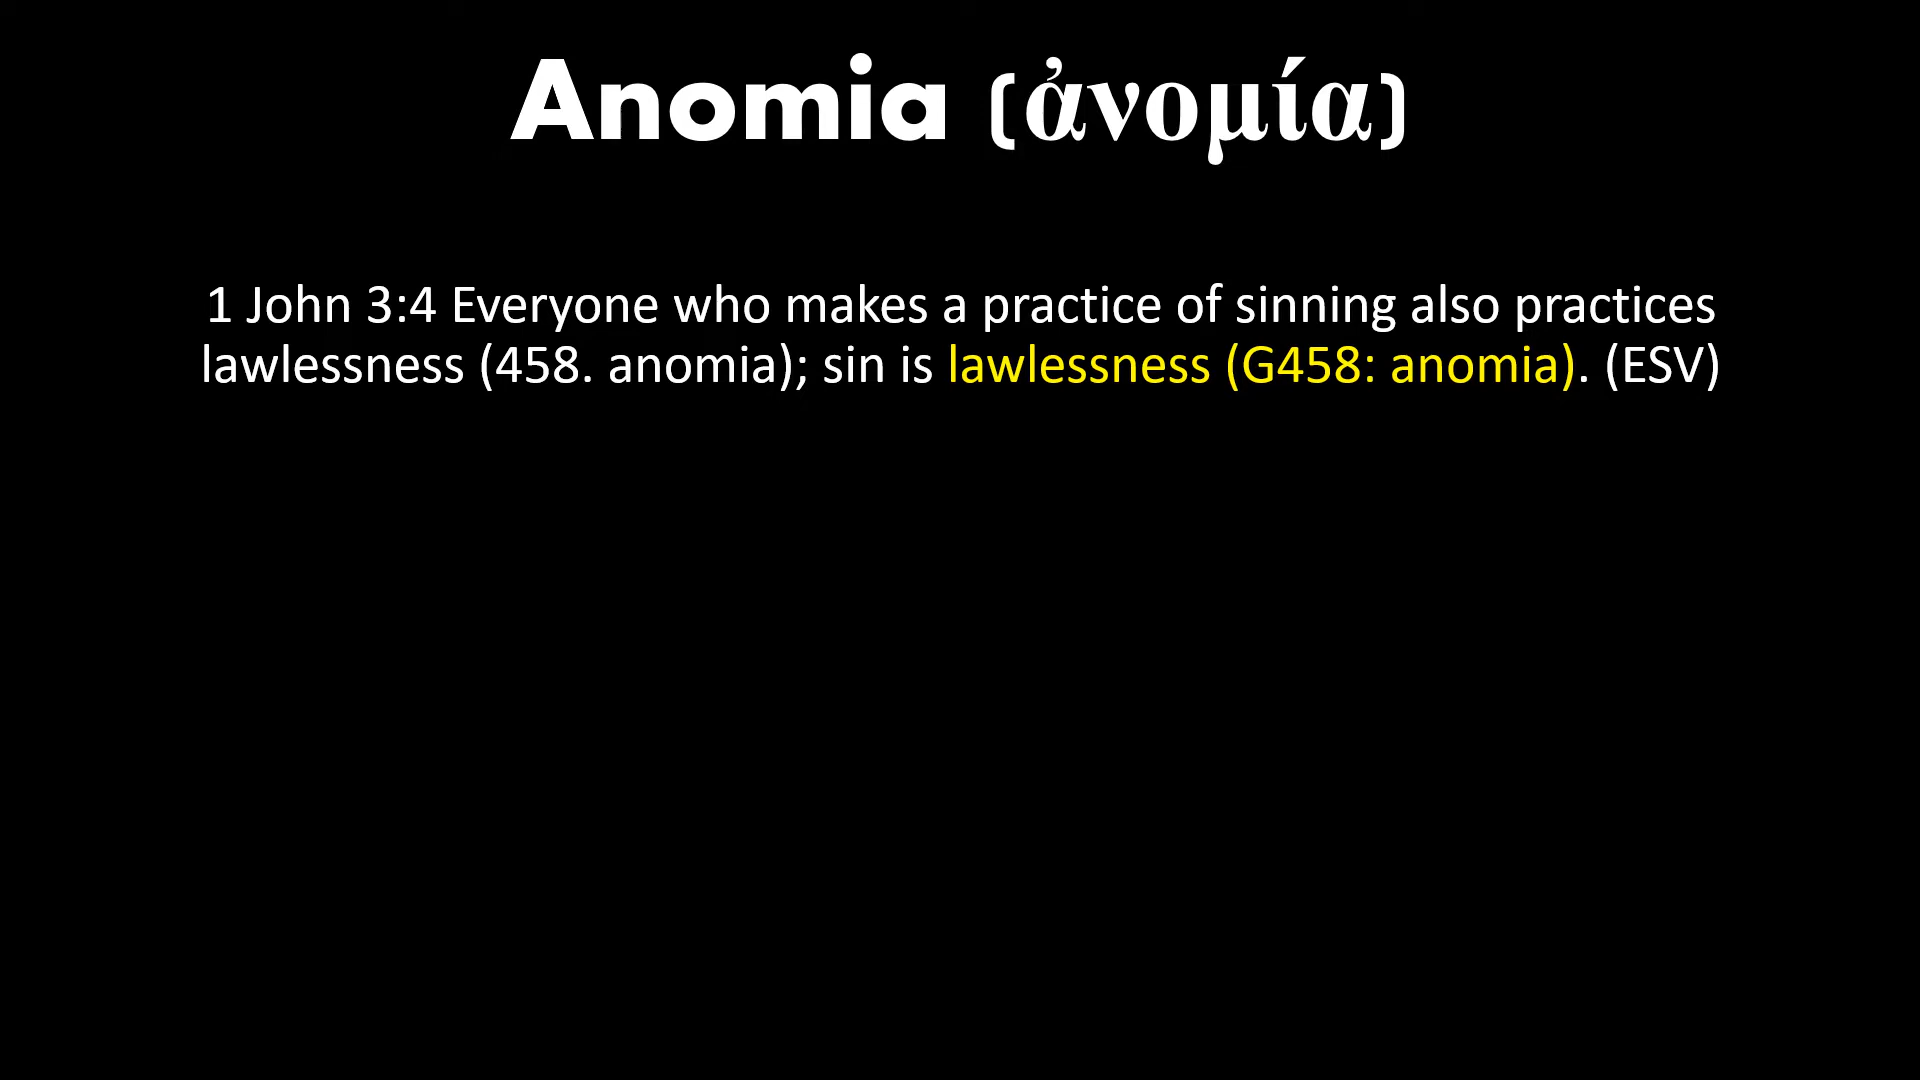 Anomia (ἀνομία)
1 John 3:4 Everyone who makes a practice of sinning also practices
lawlessness (458. anomia); sin is lawlessness (G458: anomia). (ESV)